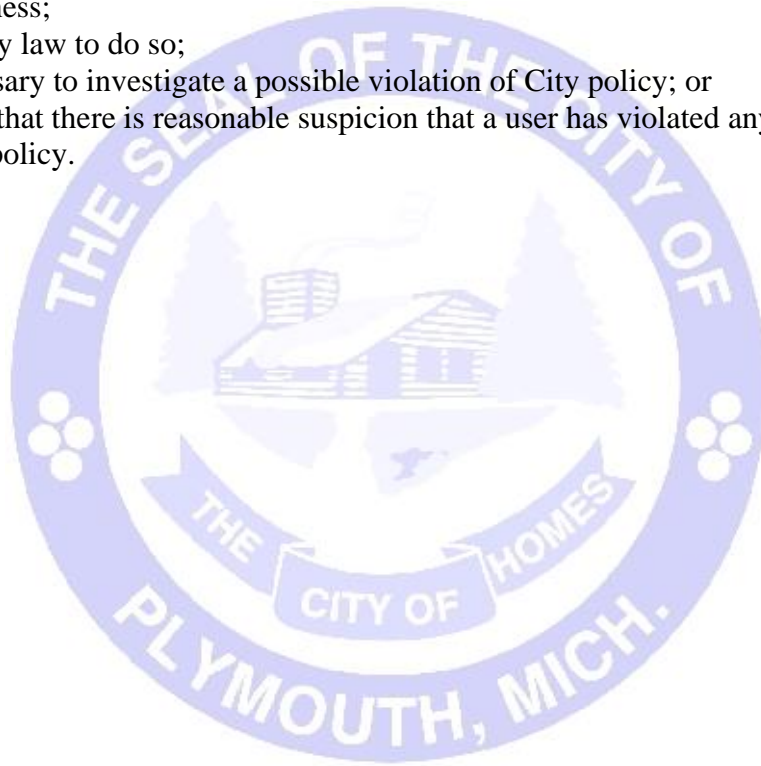 ness;
y law to do so;
sary to investigate a possible violation of City policy; or
that there is reasonable suspicion that a user has violated any
policy.
THE SEAL OF THE CITY OF
THE
CITY OF
HOMES
PLYMOUTH, MICH.